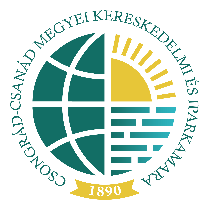 CSONGRÁD-CSANÁD MEGYEI KERESKEDELMI ÉS IPARKAMARA
1890